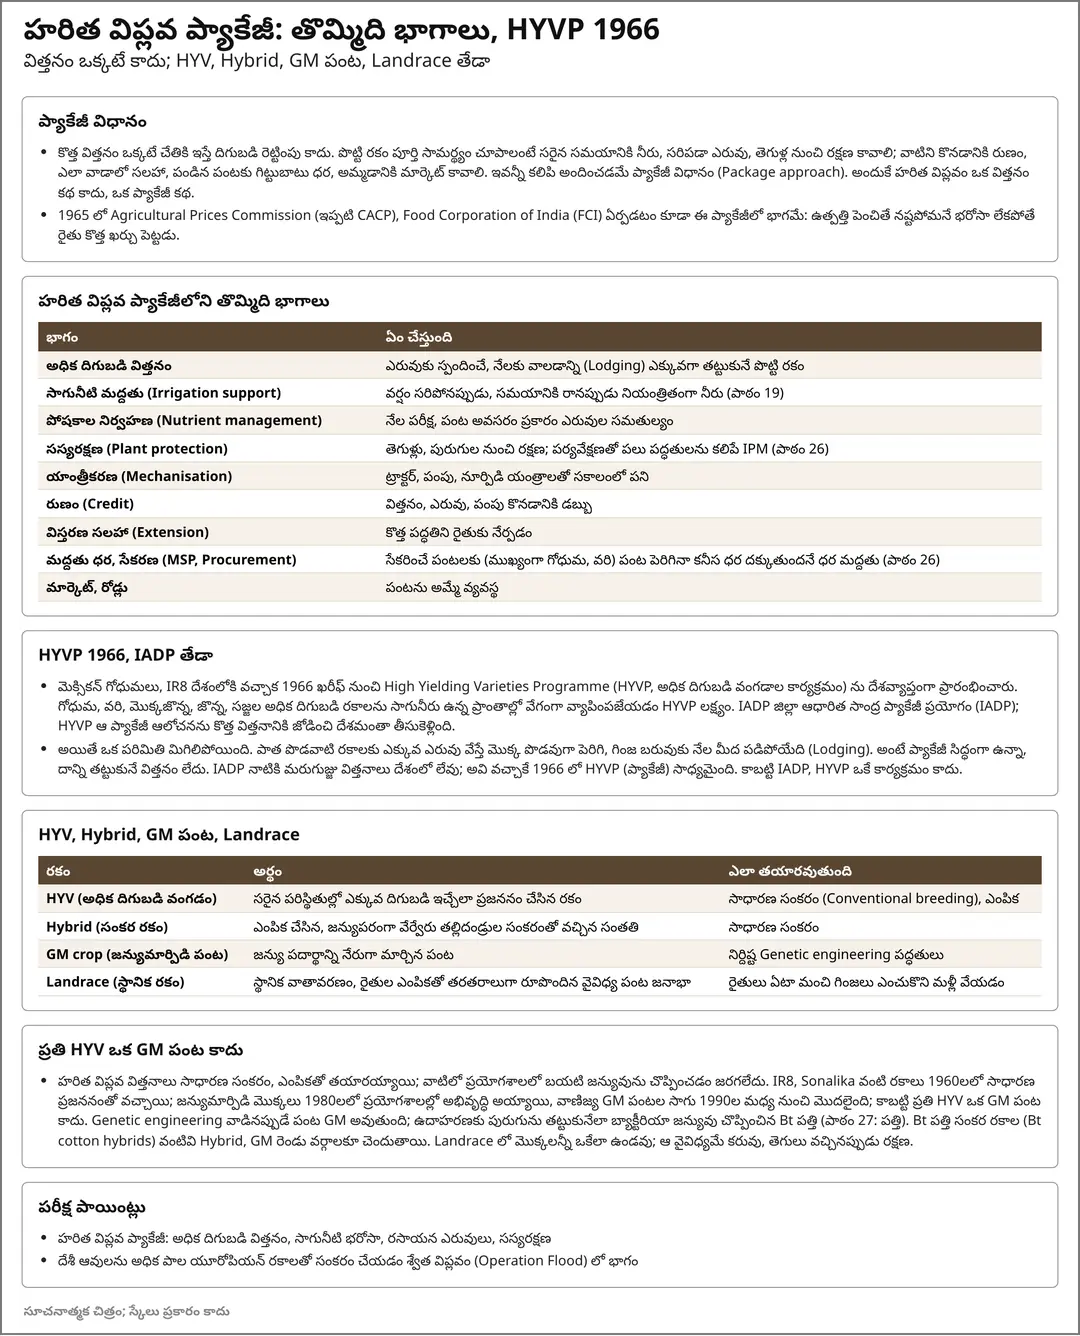 హరిత విప్లవ ప్యాకేజీ: తొమ్మిది భాగాలు, HYVP 1966
విత్తనం ఒక్కటే కాదు; HYV, Hybrid, GM పంట, Landrace తేడా
ప్యాకేజీ విధానం
• కొత్త విత్తనం ఒక్కటే చేతికి ఇస్తే దిగుబడి రెట్టింపు కాదు. పొట్టి రకం పూర్తి సామర్థ్యం చూపాలంటే సరైన సమయానికి నీరు, సరిపడా ఎరువు, తెగుళ్ల నుంచి రక్షణ కావాలి; వాటిని కొనడానికి రుణం,
ఎలా వాడాలో సలహా, పండిన పంటకు గిట్టుబాటు ధర, అమ్మడానికి మార్కెట్ కావాలి. ఇవన్నీ కలిపి అందించడమే ప్యాకేజీ విధానం (Package approach). అందుకే హరిత విప్లవం ఒక విత్తనం
కథ కాదు, ఒక ప్యాకేజీ కథ.
• 1965 లో Agricultural Prices Commission (ఇప్పటి CACP), Food Corporation of India (FCI) ఏర్పడటం కూడా ఈ ప్యాకేజీలో భాగమే: ఉత్పత్తి పెంచితే నష్టపోమనే భరోసా లేకపోతే
రైతు కొత్త ఖర్చు పెట్టడు.
హరిత విప్లవ ప్యాకేజీలోని తొమ్మిది భాగాలు
భాగం ఏం చేస్తుంది
అధిక దిగుబడి విత్తనం ఎరువుకు స్పందించే, నేలకు వాలడాన్ని (Lodging) ఎక్కువగా తట్టుకునే పొట్టి రకం
సాగునీటి మద్దతు (Irrigation support) వర్షం సరిపోనప్పుడు, సమయానికి రానప్పుడు నియంత్రితంగా నీరు (పాఠం 19)
పోషకాల నిర్వహణ (Nutrient management) నేల పరీక్ష, పంట అవసరం ప్రకారం ఎరువుల సమతుల్యం
సస్యరక్షణ (Plant protection) తెగుళ్లు, పురుగుల నుంచి రక్షణ; పర్యవేక్షణతో పలు పద్ధతులను కలిపే IPM (పాఠం 26)
యాంత్రీకరణ (Mechanisation) ట్రాక్టర్, పంపు, నూర్పిడి యంత్రాలతో సకాలంలో పని
రుణం (Credit) విత్తనం, ఎరువు, పంపు కొనడానికి డబ్బు
విస్తరణ సలహా (Extension) కొత్త పద్ధతిని రైతుకు నేర్పడం
మద్దతు ధర, సేకరణ (MSP, Procurement) సేకరించే పంటలకు (ముఖ్యంగా గోధుమ, వరి) పంట పెరిగినా కనీస ధర దక్కుతుందనే ధర మద్దతు (పాఠం 26)
మార్కెట్, రోడ్లు పంటను అమ్మే వ్యవస్థ
HYVP 1966, IADP తేడా
• మెక్సికన్ గోధుమలు, IR8 దేశంలోకి వచ్చాక 1966 ఖరీఫ్ నుంచి High Yielding Varieties Programme (HYVP, అధిక దిగుబడి వంగడాల కార్యక్రమం) ను దేశవ్యాప్తంగా ప్రారంభించారు.
గోధుమ, వరి, మొక్కజొన్న, జొన్న, సజ్జల అధిక దిగుబడి రకాలను సాగునీరు ఉన్న ప్రాంతాల్లో వేగంగా వ్యాపింపజేయడం HYVP లక్ష్యం. IADP జిల్లా ఆధారిత సాంద్ర ప్యాకేజీ ప్రయోగం (IADP);
HYVP ఆ ప్యాకేజీ ఆలోచనను కొత్త విత్తనానికి జోడించి దేశమంతా తీసుకెళ్లింది.
• అయితే ఒక పరిమితి మిగిలిపోయింది. పాత పొడవాటి రకాలకు ఎక్కువ ఎరువు వేస్తే మొక్క పొడవుగా పెరిగి, గింజ బరువుకు నేల మీద పడిపోయేది (Lodging). అంటే ప్యాకేజీ సిద్ధంగా ఉన్నా,
దాన్ని తట్టుకునే విత్తనం లేదు. IADP నాటికి మరుగుజ్జు విత్తనాలు దేశంలో లేవు; అవి వచ్చాకే 1966 లో HYVP (ప్యాకేజీ) సాధ్యమైంది. కాబట్టి IADP, HYVP ఒకే కార్యక్రమం కాదు.
HYV, Hybrid, GM పంట, Landrace
రకం అర్థం ఎలా తయారవుతుంది
HYV (అధిక దిగుబడి వంగడం) సరైన పరిస్థితుల్లో ఎక్కువ దిగుబడి ఇచ్చేలా ప్రజననం చేసిన రకం సాధారణ సంకరం (Conventional breeding), ఎంపిక
Hybrid (సంకర రకం) ఎంపిక చేసిన, జన్యుపరంగా వేర్వేరు తల్లిదండ్రుల సంకరంతో వచ్చిన సంతతి సాధారణ సంకరం
GM crop (జన్యుమార్పిడి పంట) జన్యు పదార్థాన్ని నేరుగా మార్చిన పంట నిర్దిష్ట Genetic engineering పద్ధతులు
Landrace (స్థానిక రకం) స్థానిక వాతావరణం, రైతుల ఎంపికతో తరతరాలుగా రూపొందిన వైవిధ్య పంట జనాభా రైతులు ఏటా మంచి గింజలు ఎంచుకొని మళ్లీ వేయడం
ప్రతి HYV ఒక GM పంట కాదు
• హరిత విప్లవ విత్తనాలు సాధారణ సంకరం, ఎంపికతో తయారయ్యాయి; వాటిలో ప్రయోగశాలలో బయటి జన్యువును చొప్పించడం జరగలేదు. IR8, Sonalika వంటి రకాలు 1960లలో సాధారణ
ప్రజననంతో వచ్చాయి; జన్యుమార్పిడి మొక్కలు 1980లలో ప్రయోగశాలల్లో అభివృద్ధి అయ్యాయి, వాణిజ్య GM పంటల సాగు 1990ల మధ్య నుంచి మొదలైంది; కాబట్టి ప్రతి HYV ఒక GM పంట
కాదు. Genetic engineering వాడినప్పుడే పంట GM అవుతుంది; ఉదాహరణకు పురుగును తట్టుకునేలా బ్యాక్టీరియా జన్యువు చొప్పించిన Bt పత్తి (పాఠం 27: పత్తి). Bt పత్తి సంకర రకాల (Bt
cotton hybrids) వంటివి Hybrid, GM రెండు వర్గాలకూ చెందుతాయి. Landrace లో మొక్కలన్నీ ఒకేలా ఉండవు; ఆ వైవిధ్యమే కరువు, తెగులు వచ్చినప్పుడు రక్షణ.
పరీక్ష పాయింట్లు
• హరిత విప్లవ ప్యాకేజీ: అధిక దిగుబడి విత్తనం, సాగునీటి భరోసా, రసాయన ఎరువులు, సస్యరక్షణ
• దేశీ ఆవులను అధిక పాల యూరోపియన్ రకాలతో సంకరం చేయడం శ్వేత విప్లవం (Operation Flood) లో భాగం
సూచనాత్మక చిత్రం; స్కేలు ప్రకారం కాదు